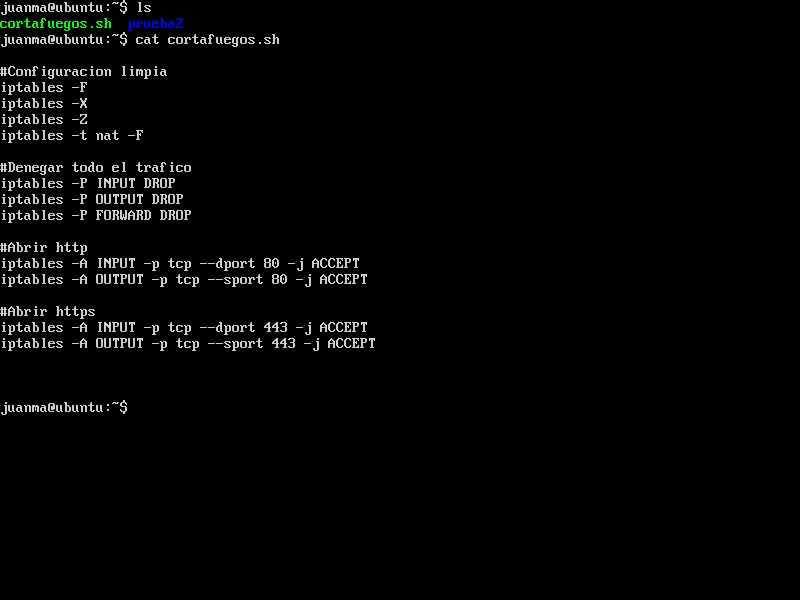 juanma@ubuntu:~$ ls
cortafuegos.sh  prueba2
juanma@ubuntu:~$ cat cortafuegos.sh
#Configuracion limpia
iptables -F
iptables -X
iptables -Z
iptables -t nat -F
#Denegar todo el trafico
iptables -P INPUT DROP
iptables -P OUTPUT DROP
iptables -P FORWARD DROP
#Abrir http
iptables -A INPUT -p tcp --dport 80 -j ACCEPT
iptables -A OUTPUT -p tcp --sport 80 -j ACCEPT
#Abrir https
iptables -A INPUT -p tcp --dport 443 -j ACCEPT
iptables -A OUTPUT -p tcp --sport 443 -j ACCEPT
juanma@ubuntu:~$